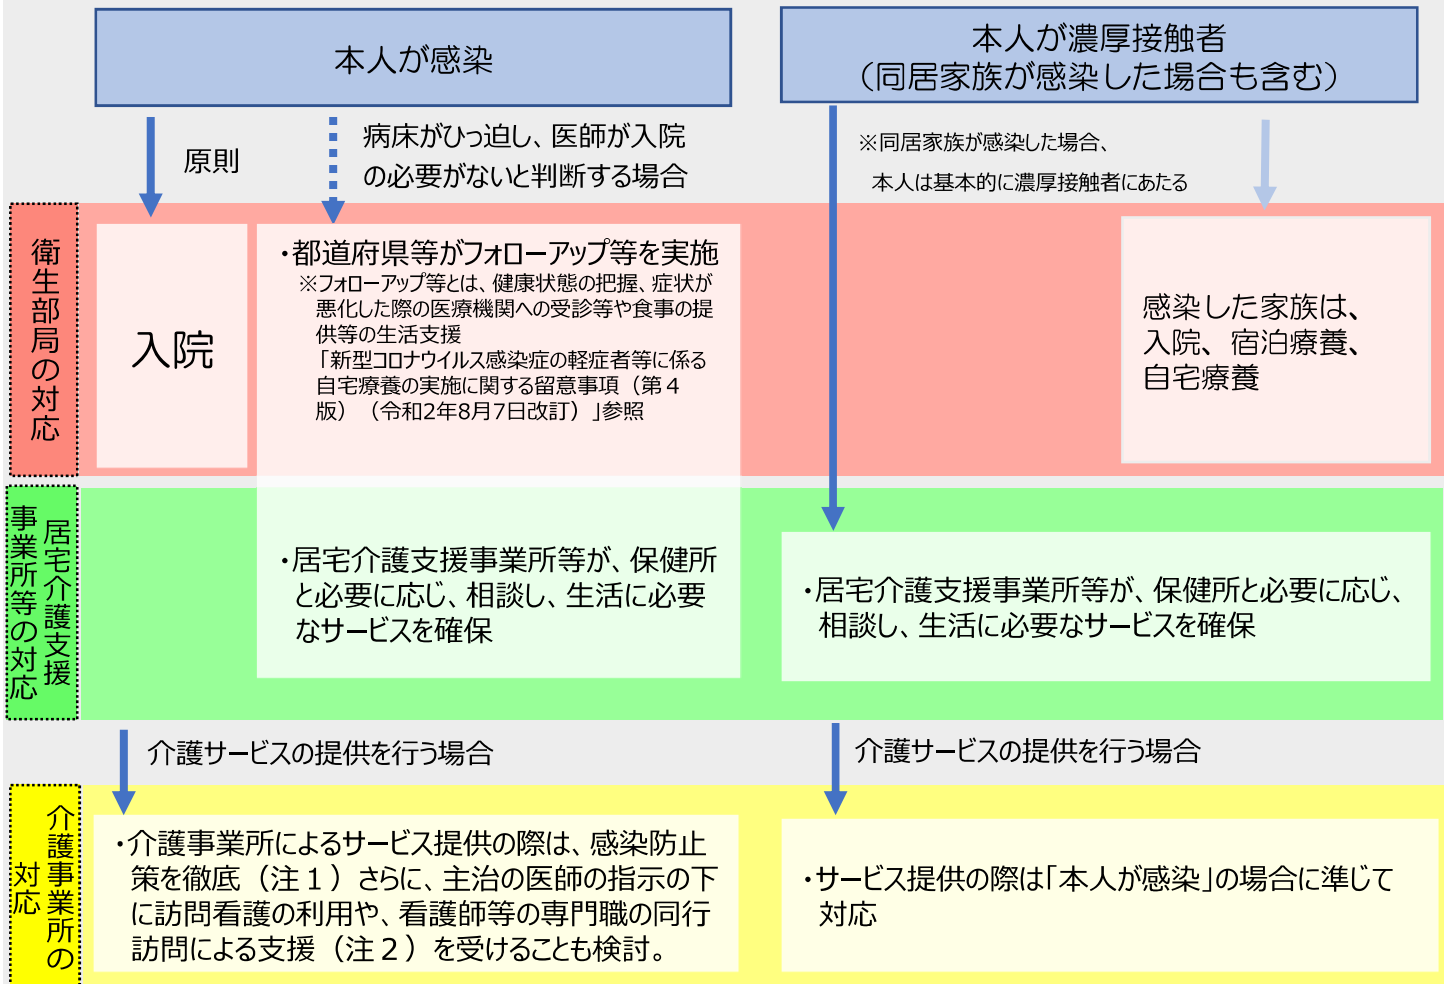 本人が感染
本人が濃厚接触者
（同居家族が感染した場合も含む）
原則
病床がひっ迫し、医師が入院
の必要がないと判断する場合
※同居家族が感染した場合、
本人は基本的に濃厚接触者にあたる
衛生部局の対応
入院
・都道府県等がフォローアップ等を実施
※フォローアップ等とは、健康状態の把握、症状が
悪化した際の医療機関への受診等や食事の提
供等の生活支援
「新型コロナウイルス感染症の軽症者等に係る
自宅療養の実施に関する留意事項（第４
版）（令和2年8月7日改訂）」参照
感染した家族は、
入院、宿泊療養、
自宅療養
居宅介護支援
事業所等の対応
・居宅介護支援事業所等が、保健所
と必要に応じ、相談し、生活に必要
なサービスを確保
・居宅介護支援事業所等が、保健所と必要に応じ、
相談し、生活に必要なサービスを確保
介護サービスの提供を行う場合
介護サービスの提供を行う場合
介護事業所の
対応
・介護事業所によるサービス提供の際は、感染防止
策を徹底（注１）さらに、主治の医師の指示の下
に訪問看護の利用や、看護師等の専門職の同行
訪問による支援（注２）を受けることも検討。
・サービス提供の際は「本人が感染」の場合に準じて
対応